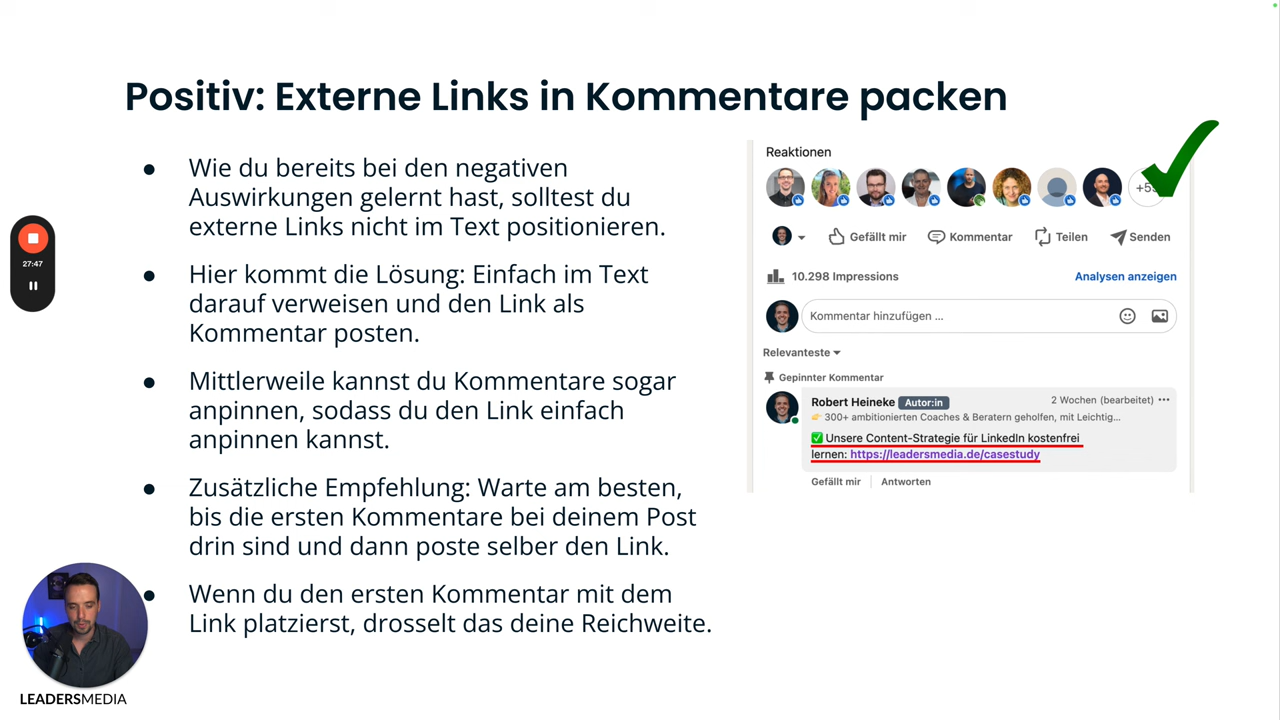 Positiv: Externe Links in Kommentare packen
● Wie du bereits bei den negativen
Auswirkungen gelernt hast, solltest du
externe Links nicht im Text positionieren.
● Hier kommt die Lösung: Einfach im Text
darauf verweisen und den Link als
Kommentar posten.
● Mittlerweile kannst du Kommentare sogar
anpinnen, sodass du den Link einfach
anpinnen kannst.
● Zusätzliche Empfehlung: Warte am besten,
bis die ersten Kommentare bei deinem Post
drin sind und dann poste selber den Link.
● Wenn du den ersten Kommentar mit dem
Link platzierst, drosselt das deine Reichweite.
Reaktionen
Gefällt mir Kommentar Teilen Senden
10.298 Impressions Analysen anzeigen
Kommentar hinzufügen ...
Relevanteste
Gepinnter Kommentar
Robert Heineke Autor:in 2 Wochen (bearbeitet) •••
👉 300+ ambitionierten Coaches & Beratern geholfen, mit Leichtig...
✅ Unsere Content-Strategie für LinkedIn kostenfrei
lernen: https://leadersmedia.de/casestudy
Gefällt mir | Antworten
27:47
LEADERSMEDIA